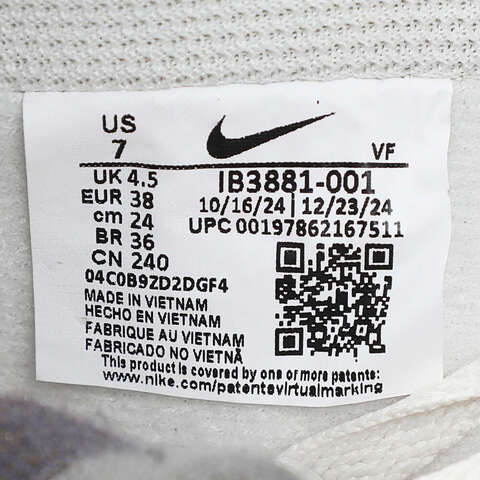 US
7
VF
UK 4.5
EUR 38
cm 24
BR 36
CN 240
IB3881-001
10/16/24 | 12/23/24
UPC 00197862167511
04C0B9ZD2DGF4
MADE IN VIETNAM
HECHO EN VIETNAM
FABRIQUE AU VIETNAM
FABRICADO NO VIETNÃ
This product is covered by one or more patents:
www.nike.com/patentsvirtualmarking